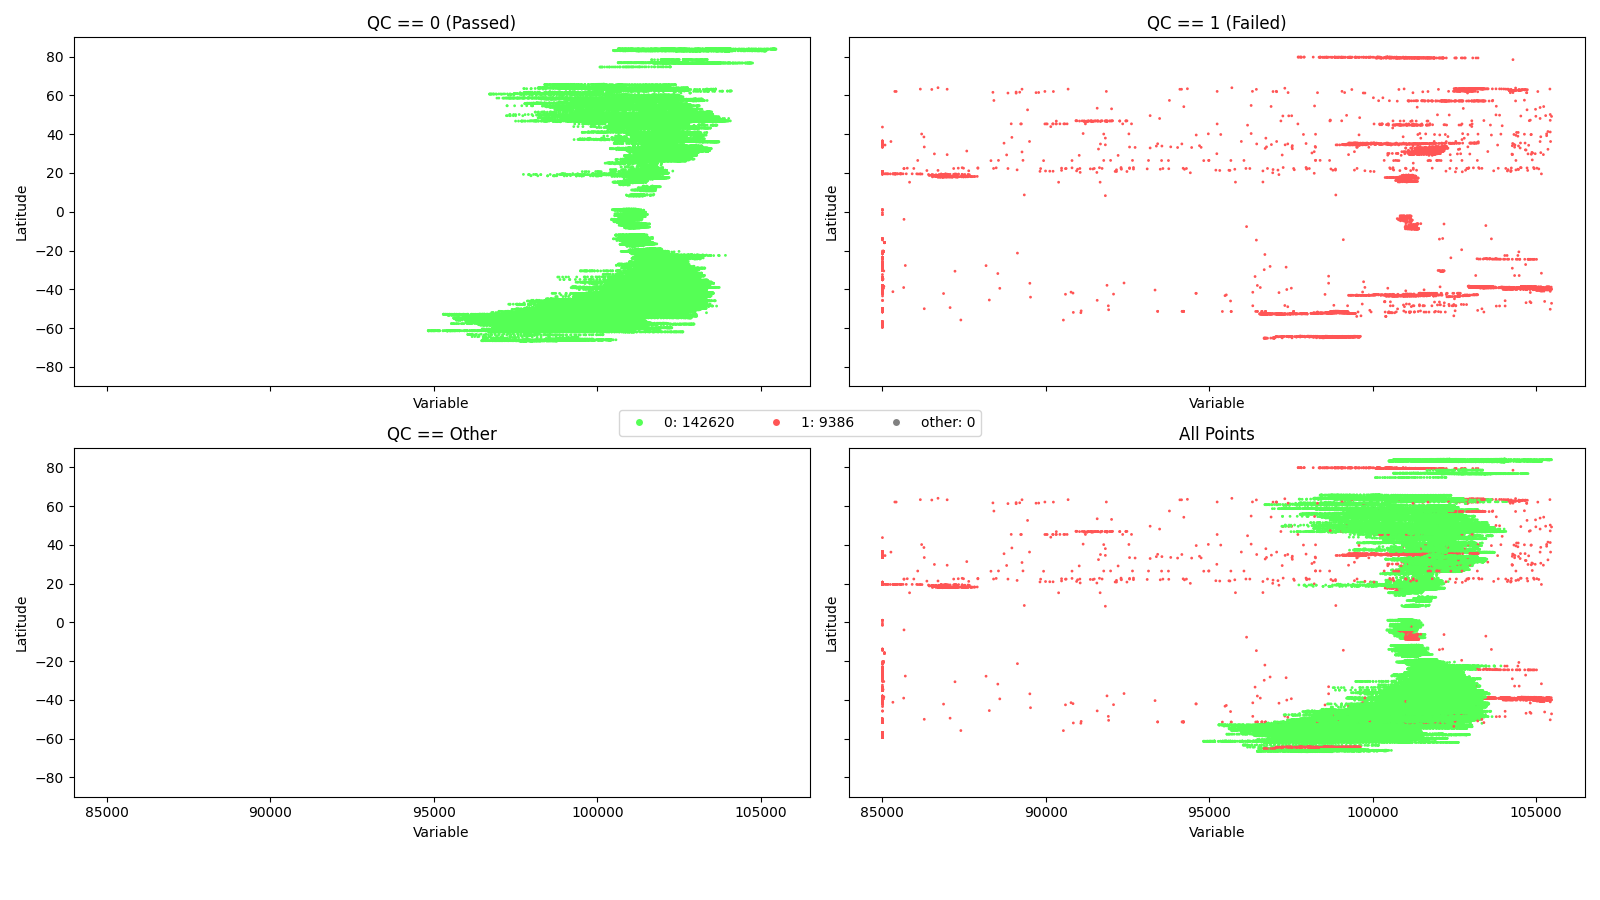 QC == 0 (Passed)
QC == 1 (Failed)
80
60
40
20
0
−20
−40
−60
−80
Latitude
Latitude
Variable
Variable
0: 142620
1: 9386
other: 0
QC == Other
All Points
80
60
40
20
0
−20
−40
−60
−80
Latitude
Latitude
85000
90000
95000
100000
105000
85000
90000
95000
100000
105000
Variable
Variable